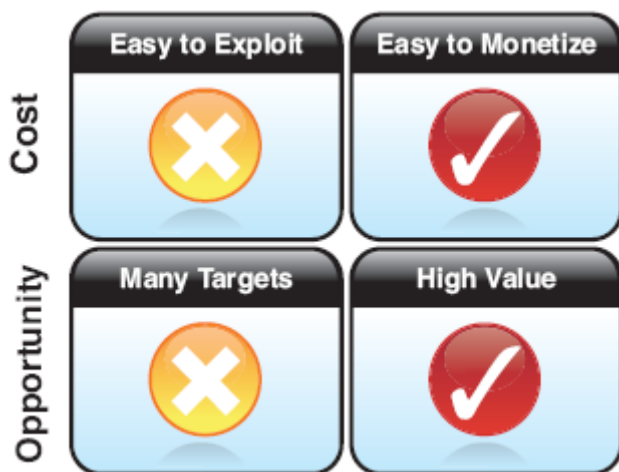 Cost
Easy to Exploit
Easy to Monetize
Opportunity
Many Targets
High Value